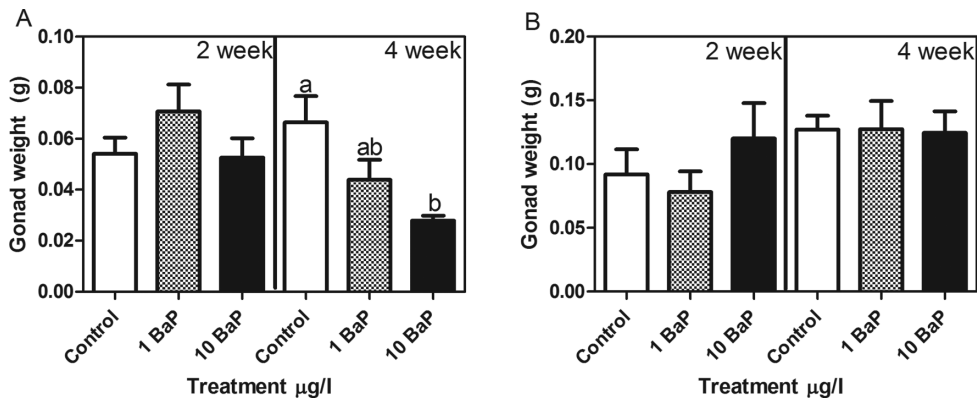 A
Gonad weight (g)
0.10
0.08
0.06
0.04
0.02
0.00
2 week
4 week
a
ab
b
Control
1 BaP
10 BaP
Control
1 BaP
10 BaP
Treatment μg/l
B
Gonad weight (g)
0.20
0.15
0.10
0.05
0.00
2 week
4 week
Control
1 BaP
10 BaP
Control
1 BaP
10 BaP
Treatment μg/l